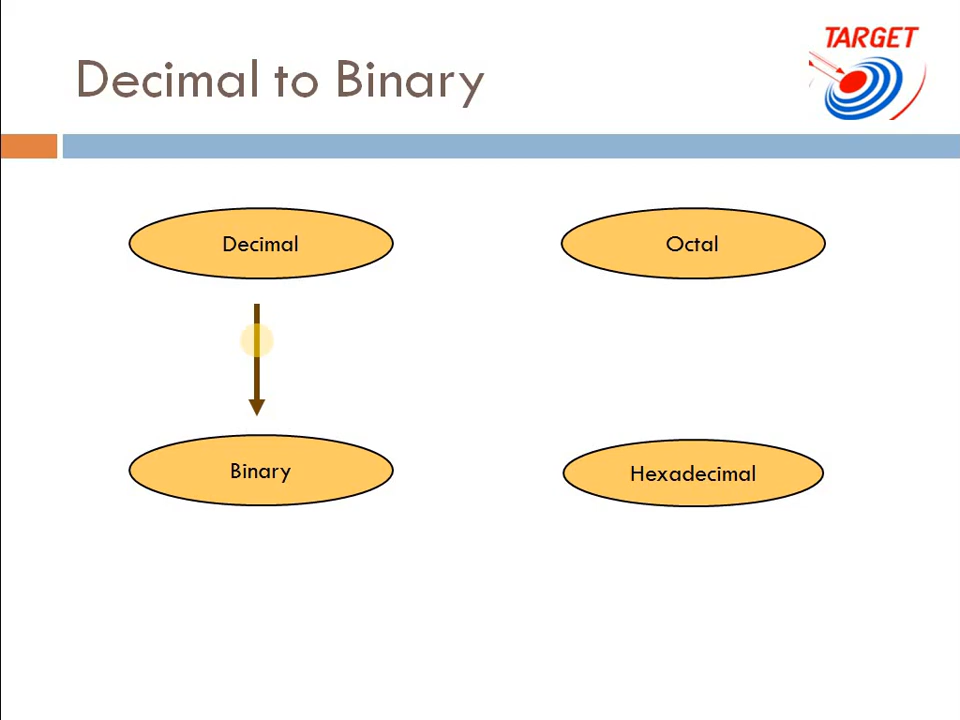 Decimal to Binary
TARGET
Decimal
Octal
Binary
Hexadecimal